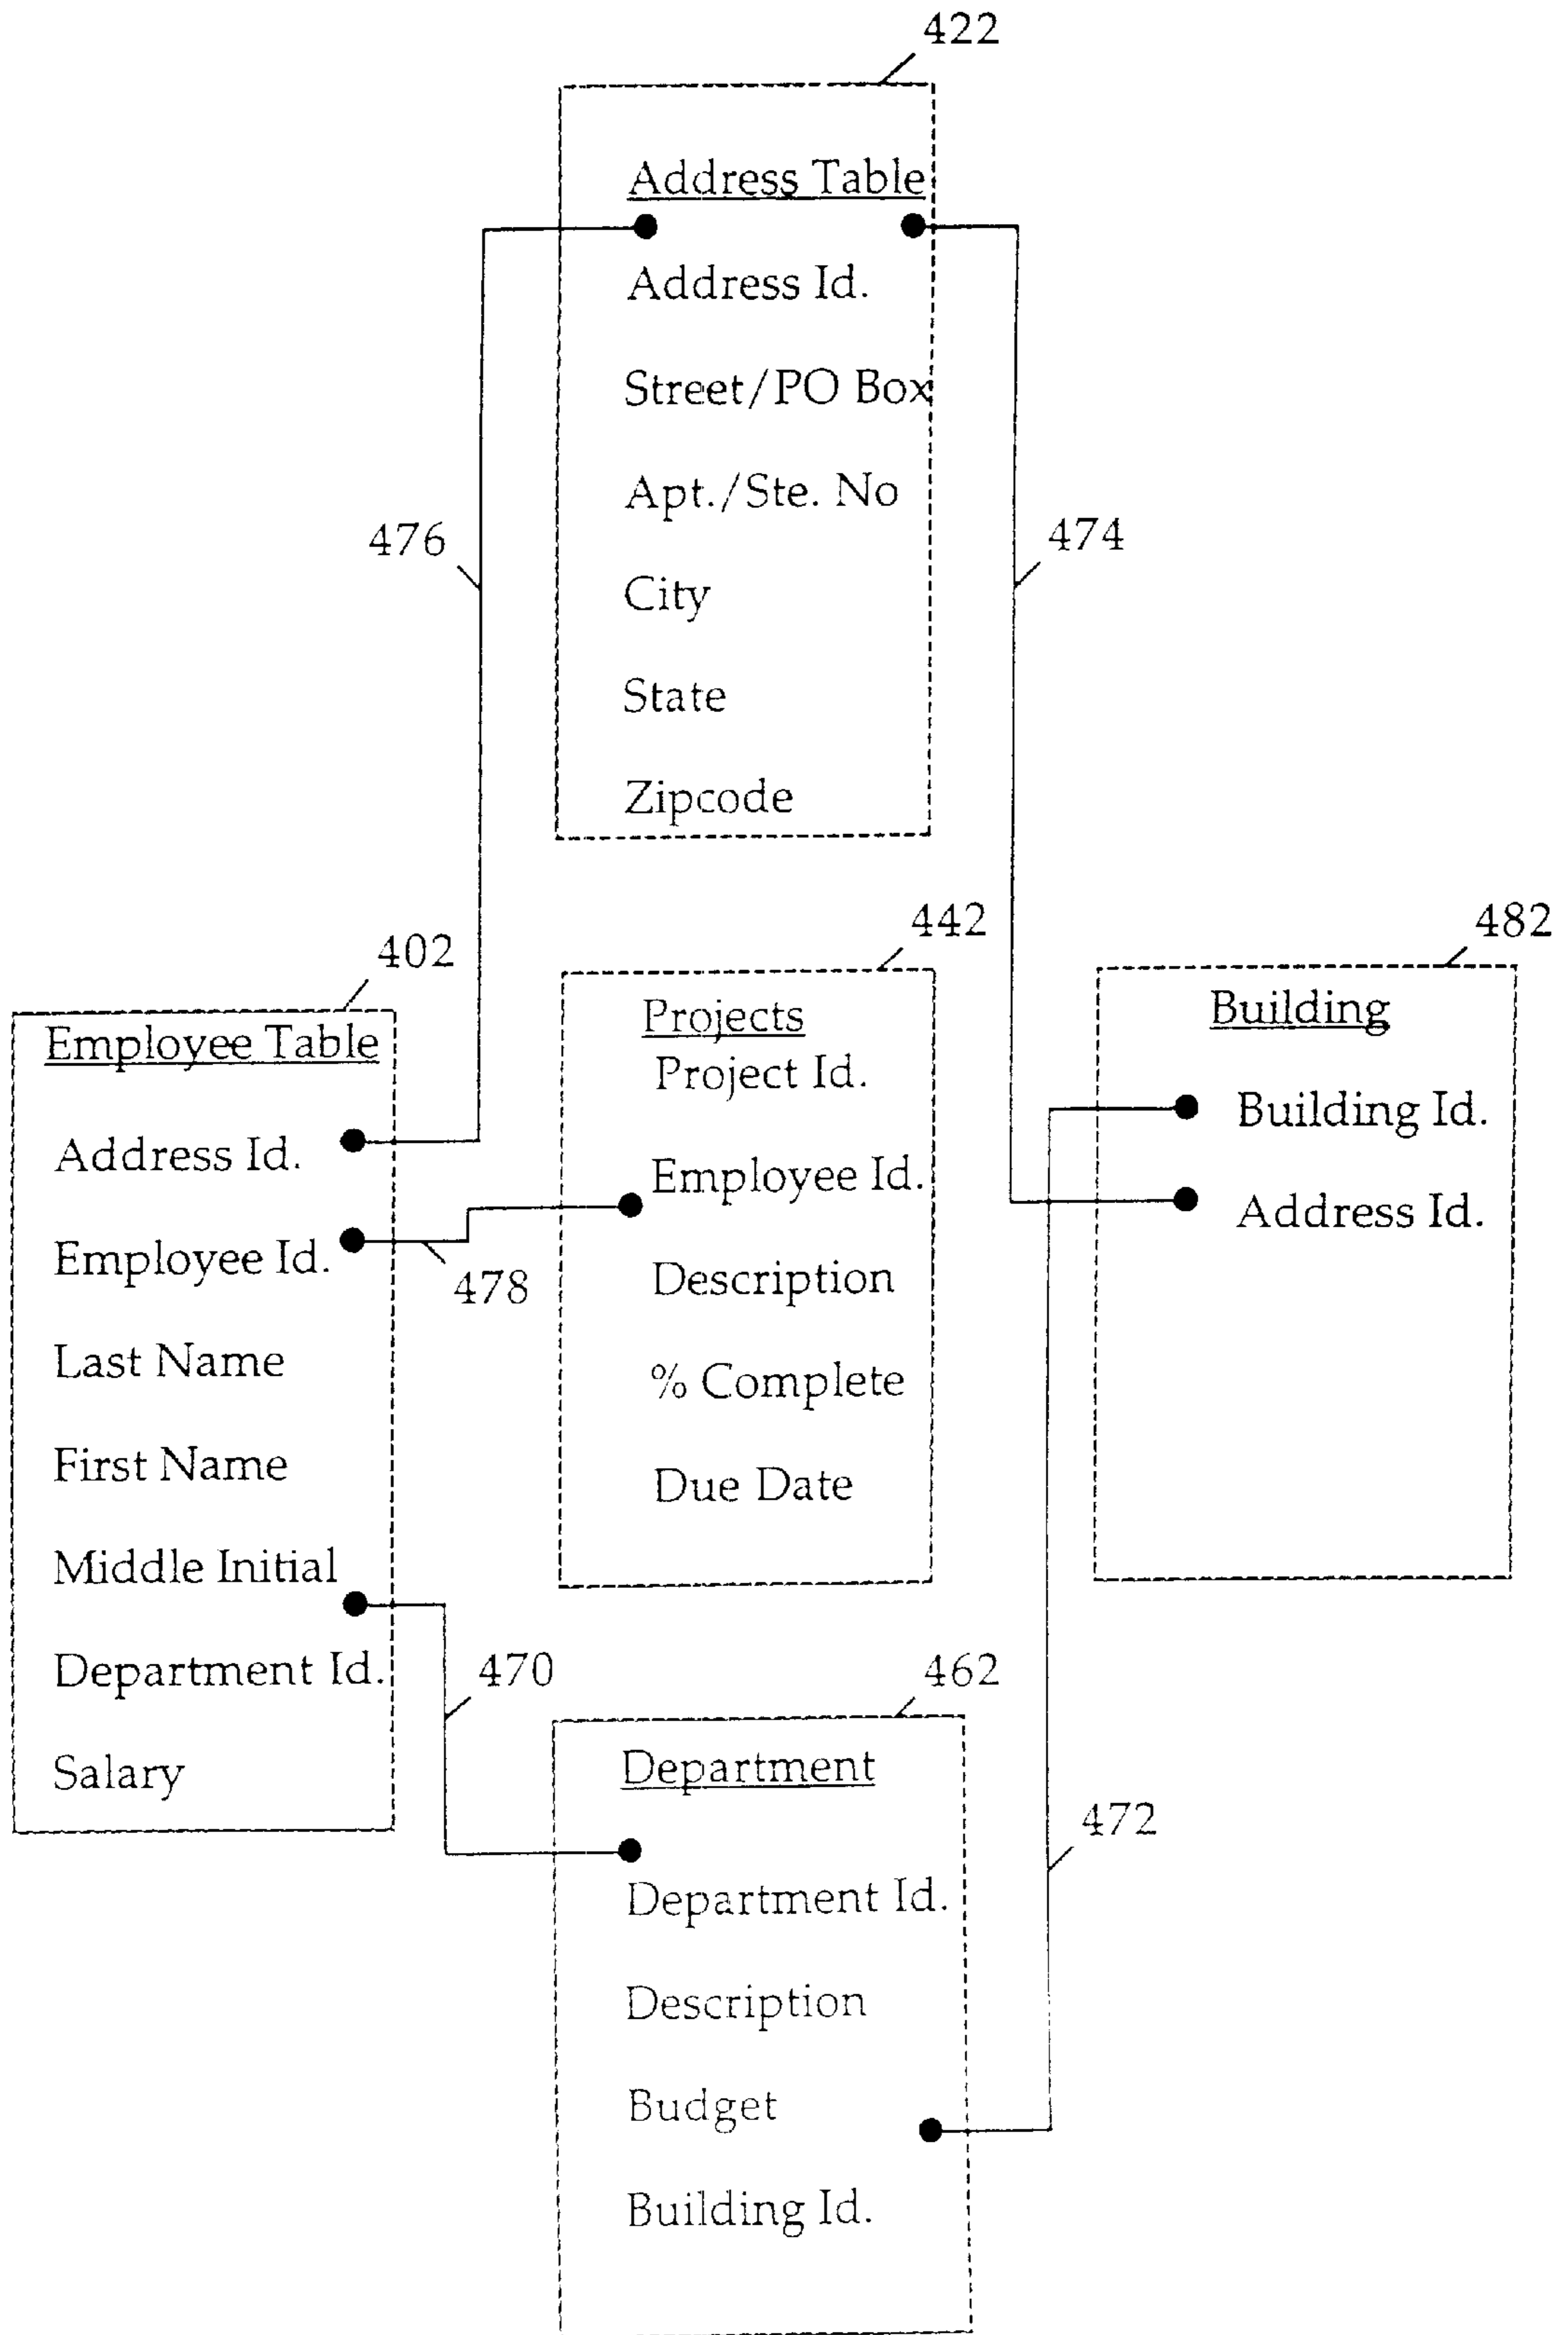 422
Address Table
Address Id.
Street/PO Box
Apt./Ste. No
476
474
City
State
Zipcode
402
442
482
Employee Table
Address Id.
Employee Id.
478
Last Name
First Name
Middle Initial
Department Id.
Salary
Projects
Project Id.
Employee Id.
Description
% Complete
Due Date
Building
Building Id.
Address Id.
470
462
472
Department
Department Id.
Description
Budget
Building Id.